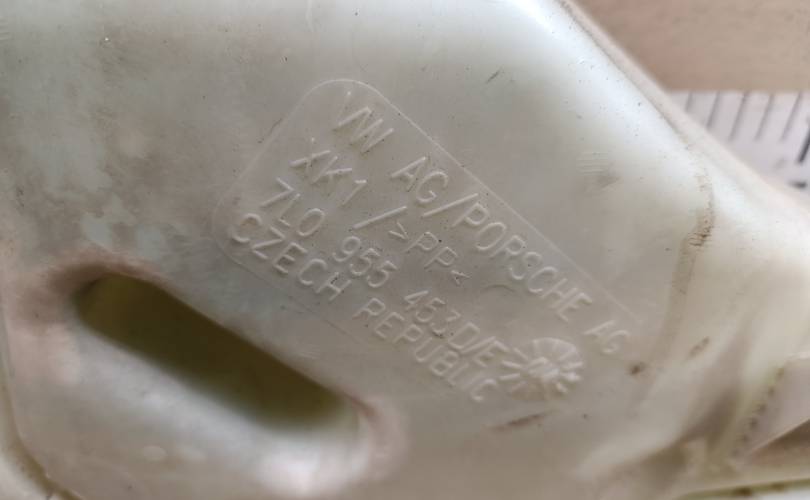 VW AG/PORSCHE AG
XK1 />PP<
7L0 955 453D/E
CZECH REPUBLIC